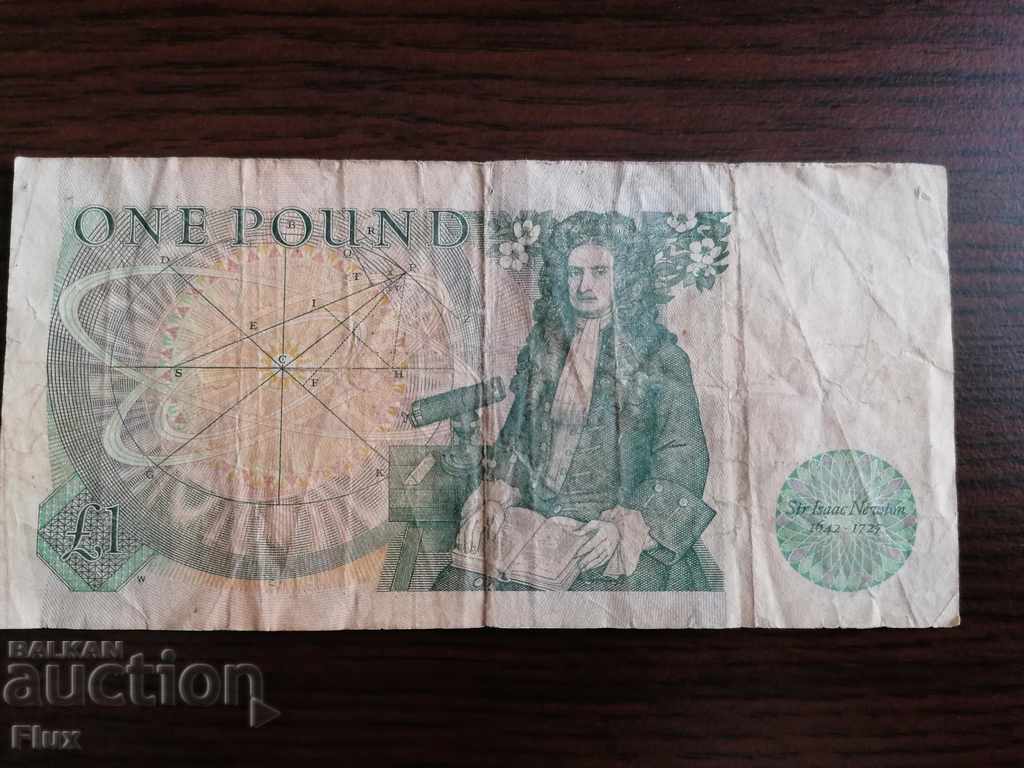 ONE POUND
B R
D Q T P
I
E
C
S F H
G K
£1
W
Sir Isaac Newton
1642-1727
BALKAN
auction
Flux